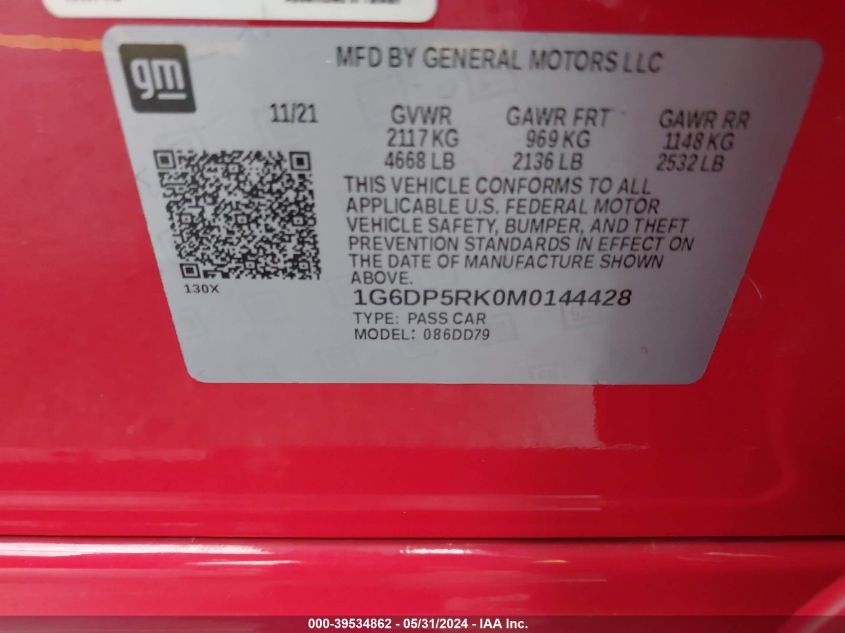 gm
MFD BY GENERAL MOTORS LLC
11/21 GVWR GAWR FRT GAWR RR
2117 KG 969 KG 1148 KG
4668 LB 2136 LB 2532 LB
THIS VEHICLE CONFORMS TO ALL
APPLICABLE U.S. FEDERAL MOTOR
VEHICLE SAFETY, BUMPER, AND THEFT
PREVENTION STANDARDS IN EFFECT ON
THE DATE OF MANUFACTURE SHOWN
ABOVE.
130X
1G6DP5RK0M0144428
TYPE: PASS CAR
MODEL: 086DD79
000-39534862 - 05/31/2024 - IAA Inc.